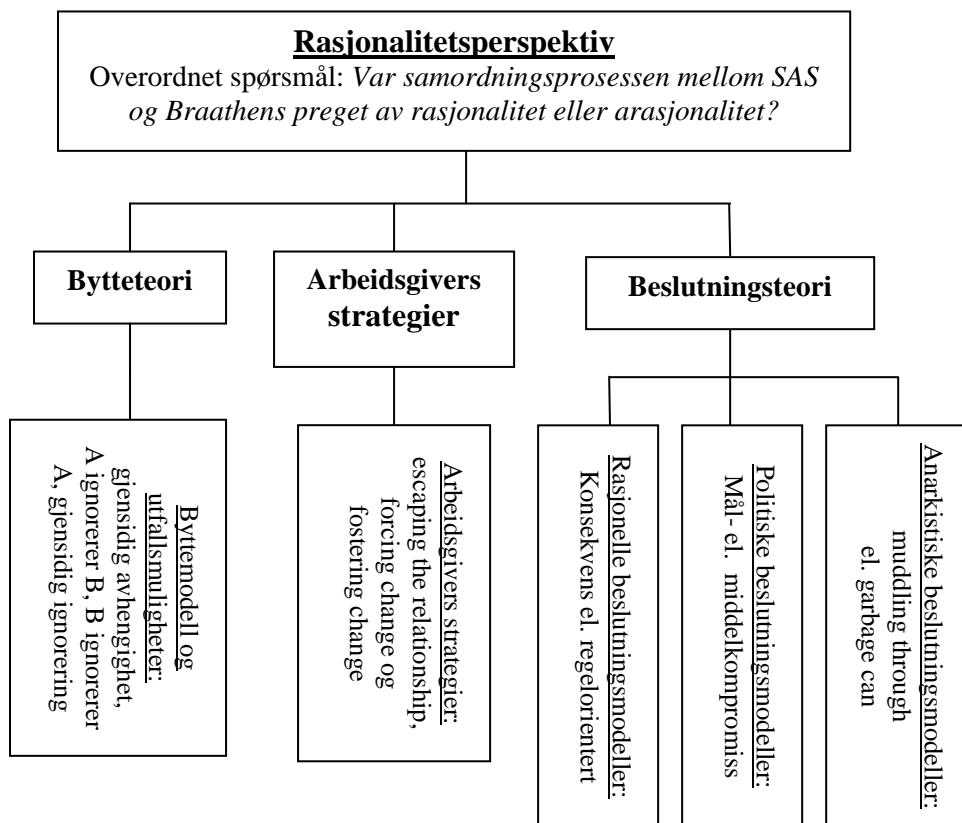 Rasjonalitetsperspektiv
Overordnet spørsmål: Var samordningsprosessen mellom SAS
og Braathens preget av rasjonalitet eller arasjonalitet?
Bytteteori
Arbeidsgivers
strategier
Beslutningsteori
Byttemodell og
utfallsmuligheter:
gjensidig avhengighet,
A ignorerer B, B ignorerer
A, gjensidig ignorering
Arbeidsgivers strategier:
escaping the relationship,
forcing change og
fostering change
Rasjonelle beslutningsmodeller:
Konsekvens el. regelorientert
Politiske beslutningsmodeller:
Mål- el. middelkompromiss
Anarkistiske beslutningsmodeller:
muddling through
el. garbage can